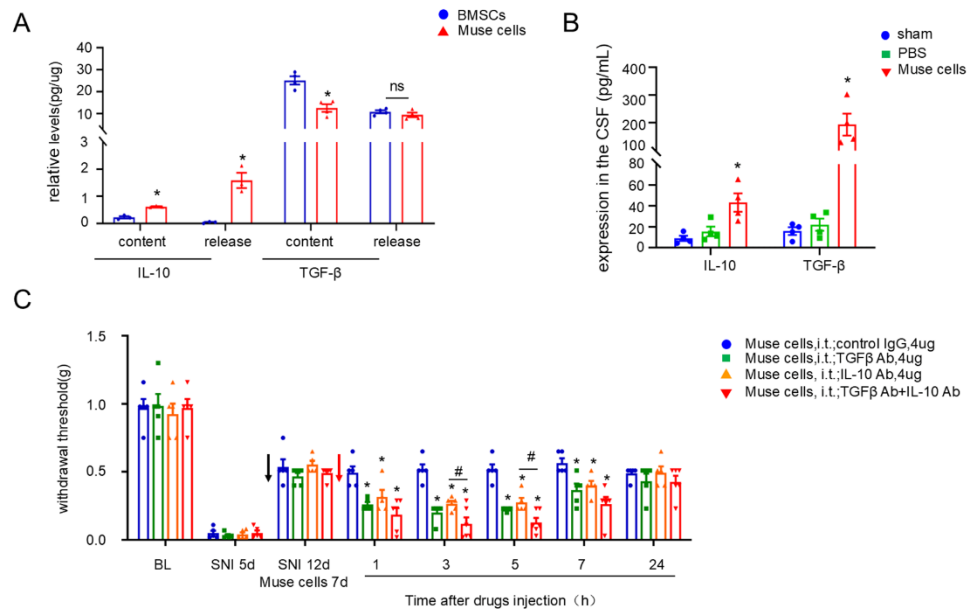 A
BMSCs
Muse cells
relative levels(pg/ug)
40
30
20
10
3
2
1
0
*
*
*
ns
content
release
content
release
IL-10
TGF-β
B
sham
PBS
Muse cells
expression in the CSF (pg/mL)
400
300
200
100
80
60
40
20
0
*
*
IL-10
TGF-β
C
Muse cells,i.t.;control IgG,4ug
Muse cells,i.t.;TGFβ Ab,4ug
Muse cells, i.t.;IL-10 Ab,4ug
Muse cells, i.t.;TGFβ Ab+IL-10 Ab
withdrawal threshold(g)
1.5
1.0
0.5
0.0
* * *
#
* * *
#
* * *
* * *
BL
SNI 5d
SNI 12d
Muse cells 7d
1
3
5
7
24
Time after drugs injection（h）